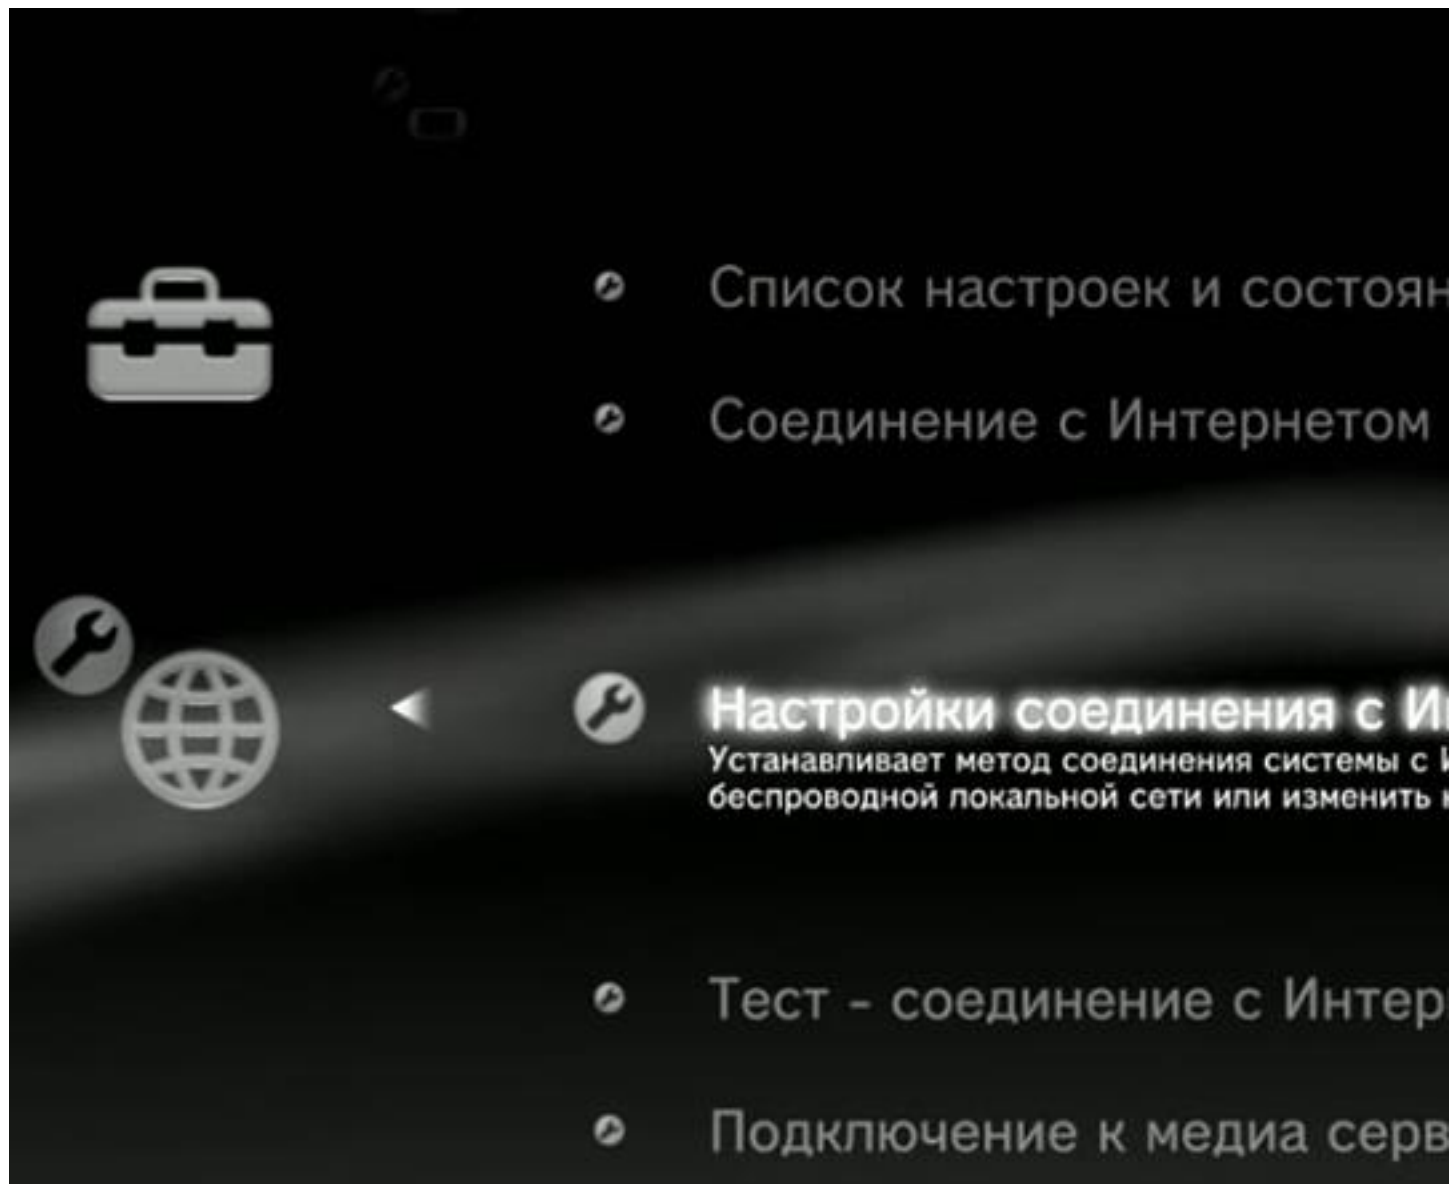 Список настроек и состоян
Соединение с Интернетом
Настройки соединения с И
Устанавливает метод соединения системы с И
беспроводной локальной сети или изменить н
Тест - соединение с Интер
Подключение к медиа серв